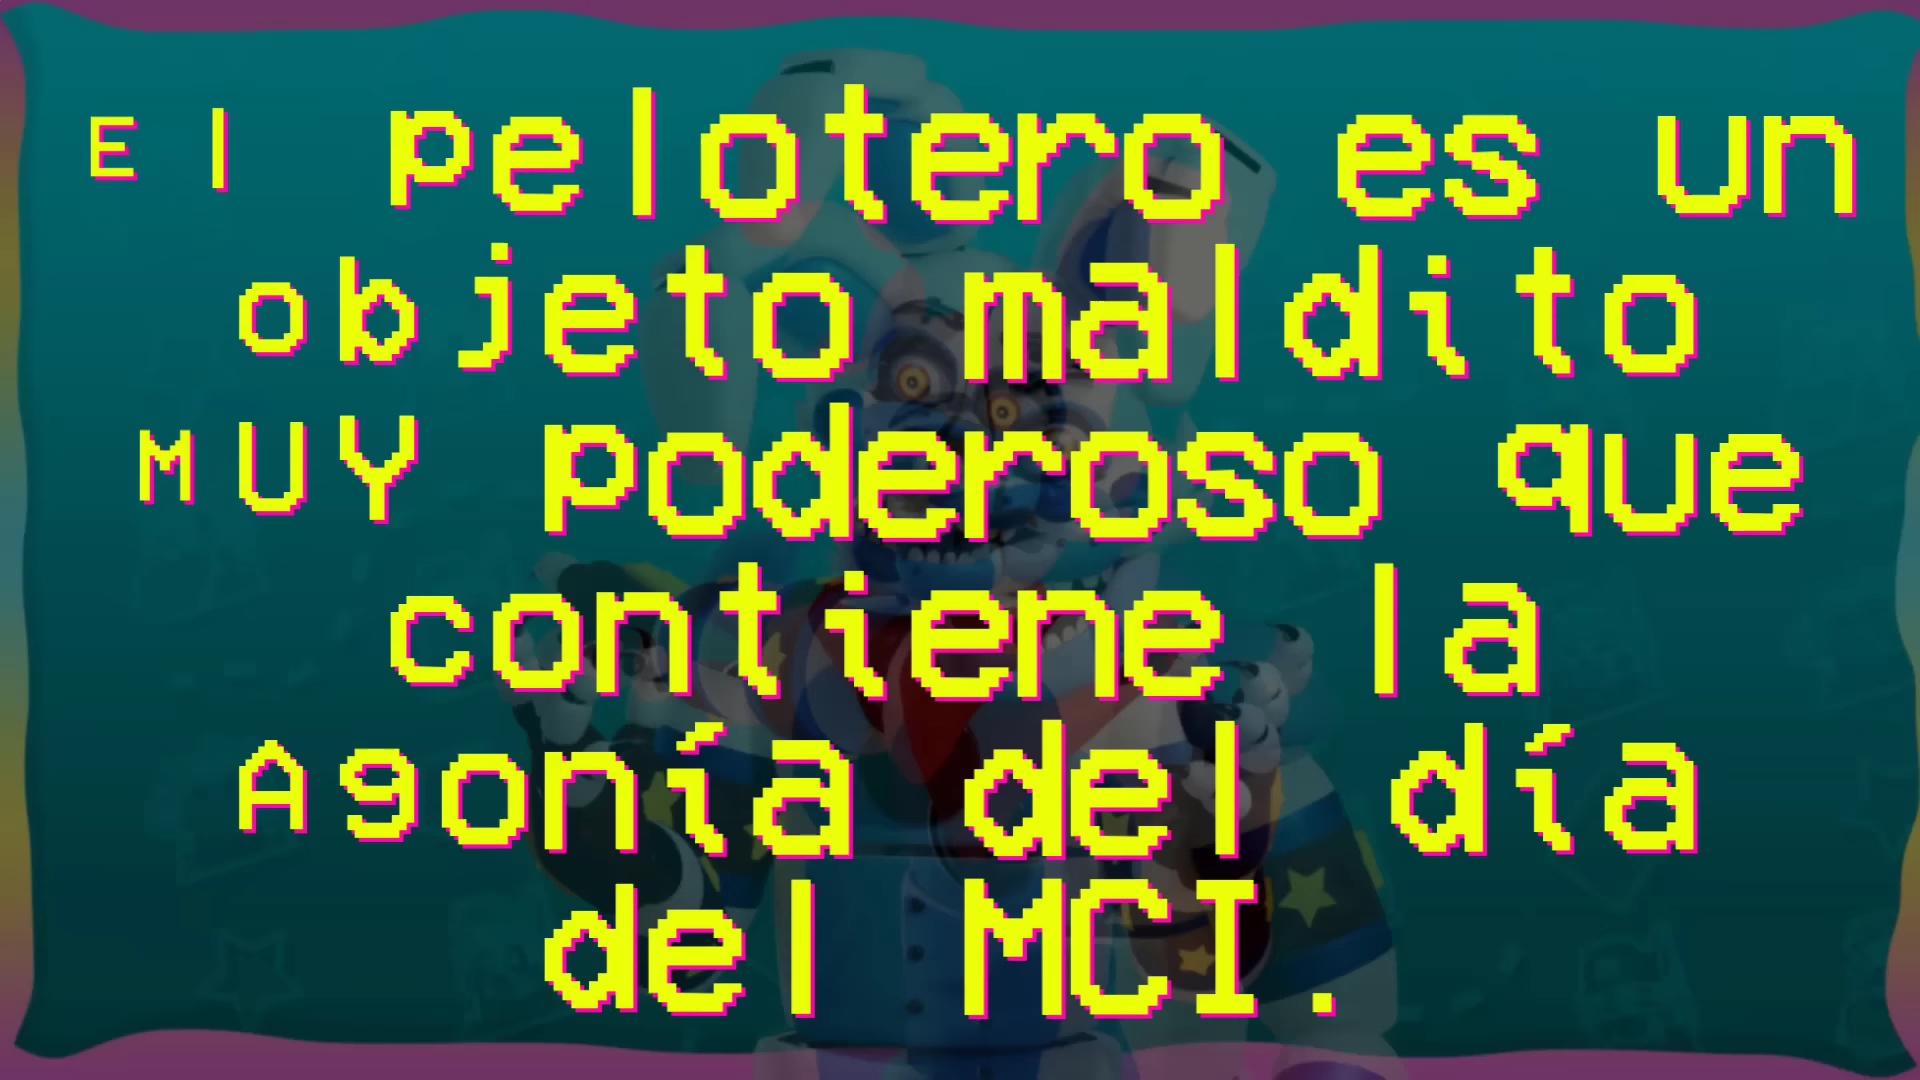 El pelotero es un
objeto maldito
MUY poderoso que
contiene la
Agonía del día
del MCI.